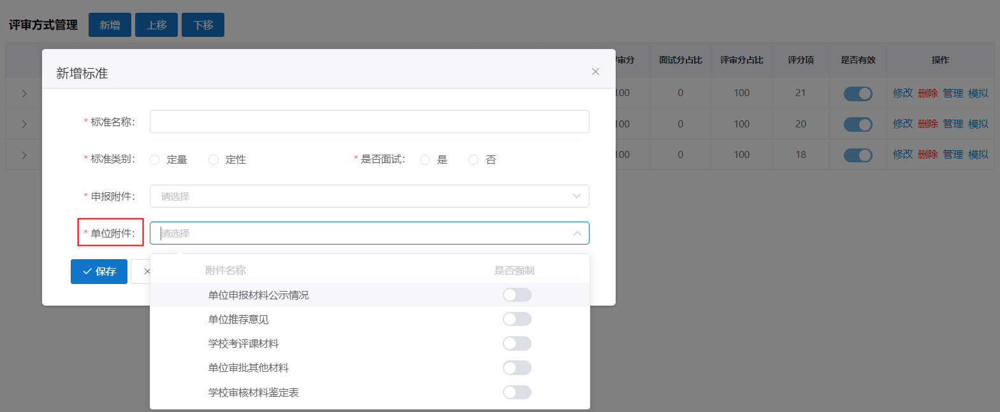 评审方式管理 新增 上移 下移
评审分 面试分占比 评审分占比 评分项 是否有效 操作
新增标准
100 0 100 21 修改 删除 管理 模拟
* 标准名称:
100 0 100 20 修改 删除 管理 模拟
* 标准类别: 定量 定性 * 是否面试: 是 否
100 0 100 18 修改 删除 管理 模拟
* 申报附件: 请选择
* 单位附件: 请选择
保存
附件名称 是否强制
单位申报材料公示情况
单位推荐意见
学校考评课材料
单位审批其他材料
学校审核材料鉴定表